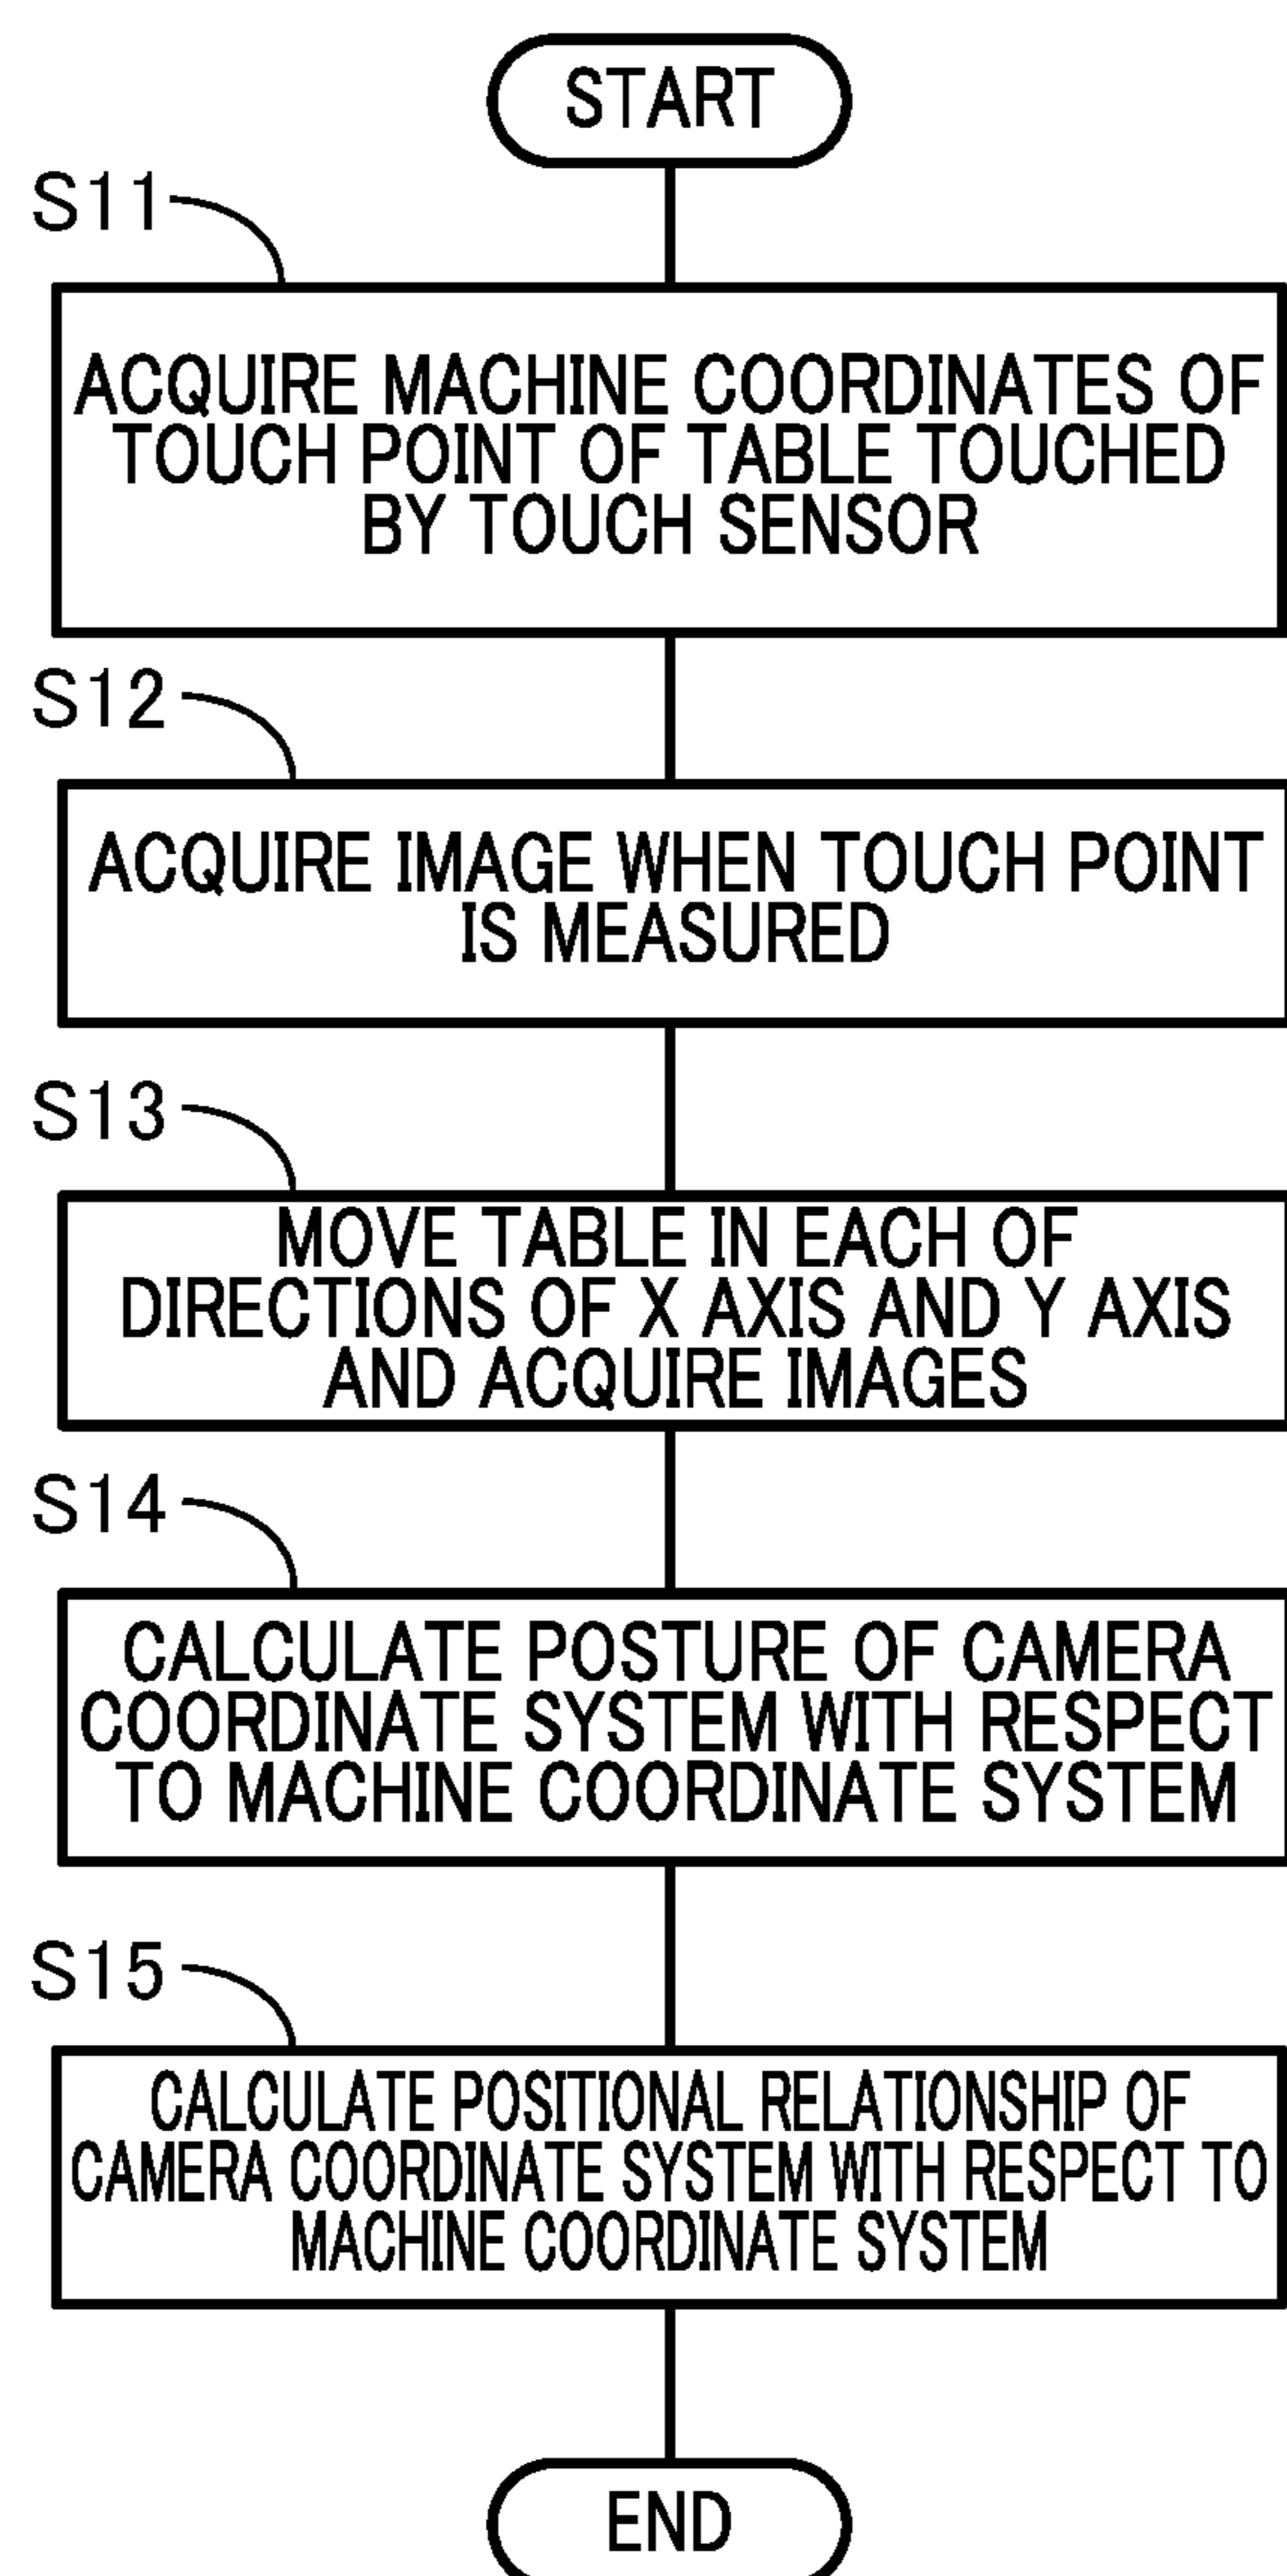 START
S11
ACQUIRE MACHINE COORDINATES OF
TOUCH POINT OF TABLE TOUCHED
BY TOUCH SENSOR
S12
ACQUIRE IMAGE WHEN TOUCH POINT
IS MEASURED
S13
MOVE TABLE IN EACH OF
DIRECTIONS OF X AXIS AND Y AXIS
AND ACQUIRE IMAGES
S14
CALCULATE POSTURE OF CAMERA
COORDINATE SYSTEM WITH RESPECT
TO MACHINE COORDINATE SYSTEM
S15
CALCULATE POSITIONAL RELATIONSHIP OF
CAMERA COORDINATE SYSTEM WITH RESPECT TO
MACHINE COORDINATE SYSTEM
END